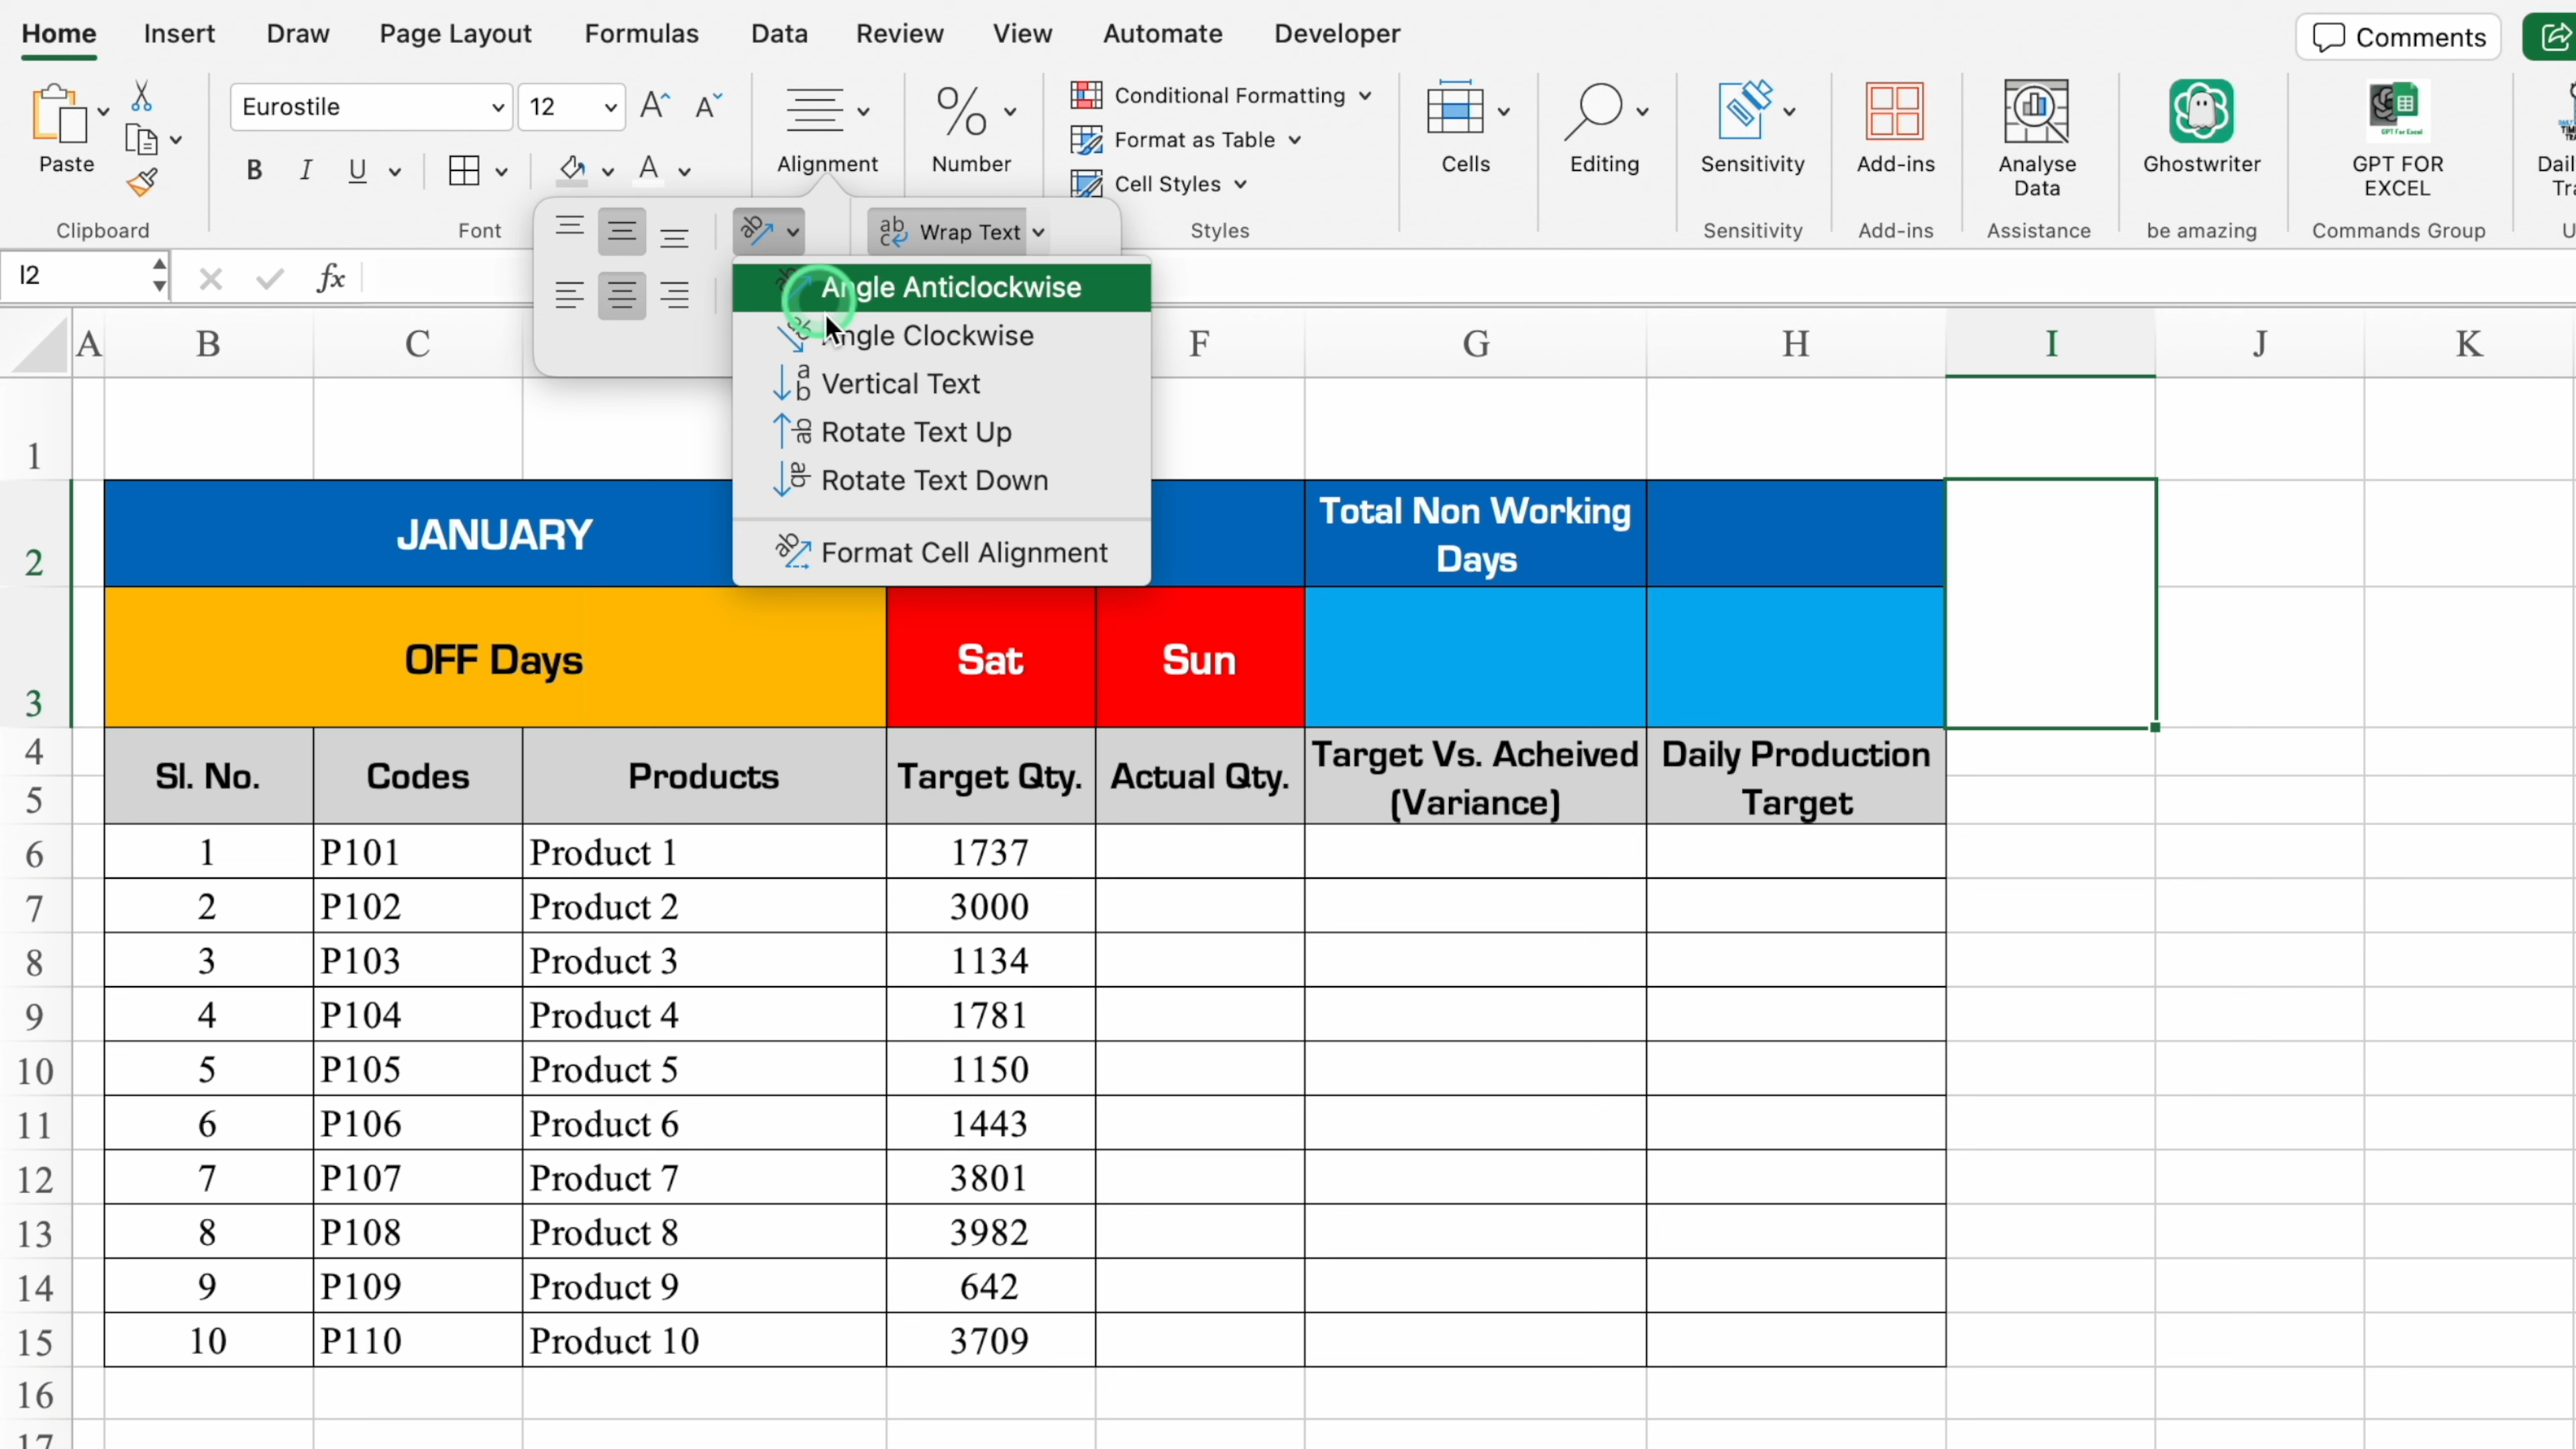 Home Insert Draw Page Layout Formulas Data Review View Automate Developer Comments
Paste
Clipboard
Eurostile 12
B I U
Font
Alignment
Number
Conditional Formatting
Format as Table
Cell Styles
Styles
Cells
Editing
Sensitivity
Sensitivity
Add-ins
Add-ins
Analyse
Data
Assistance
Ghostwriter
be amazing
GPT FOR
EXCEL
Commands Group
Wrap Text
I2 fx
Angle Anticlockwise
Angle Clockwise
Vertical Text
Rotate Text Up
Rotate Text Down
Format Cell Alignment
A B C F G H I J K
1
2 JANUARY Total Non Working
Days
3 OFF Days Sat Sun
4
5
Sl. No. Codes Products Target Qty. Actual Qty. Target Vs. Acheived
(Variance)
Daily Production
Target
6 1 P101 Product 1 1737
7 2 P102 Product 2 3000
8 3 P103 Product 3 1134
9 4 P104 Product 4 1781
10 5 P105 Product 5 1150
11 6 P106 Product 6 1443
12 7 P107 Product 7 3801
13 8 P108 Product 8 3982
14 9 P109 Product 9 642
15 10 P110 Product 10 3709
16
17